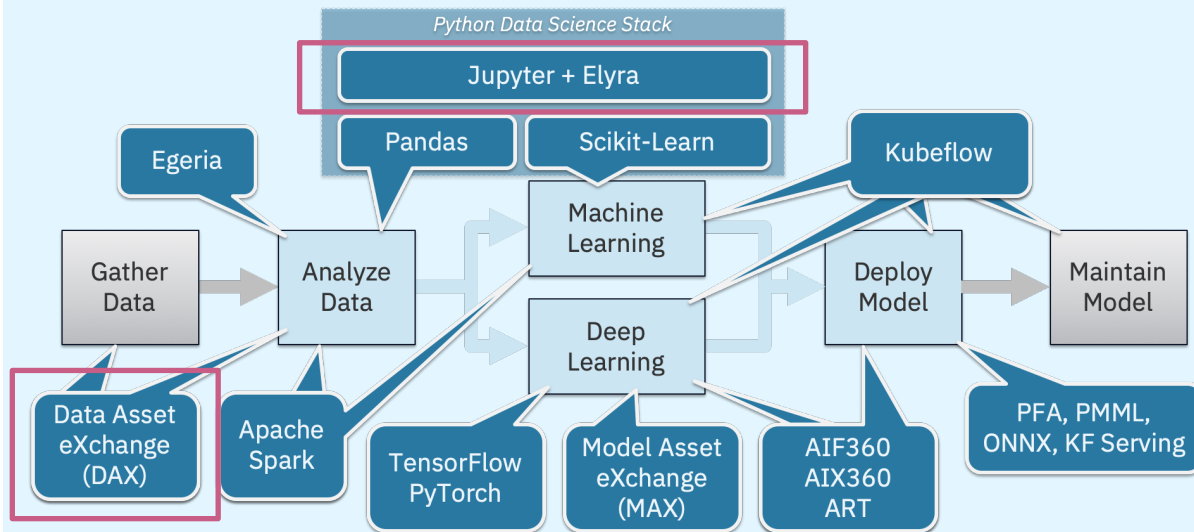 Python Data Science Stack
Jupyter + Elyra
Pandas
Scikit-Learn
Egeria
Kubeflow
Gather
Data
Analyze
Data
Machine
Learning
Deep
Learning
Deploy
Model
Maintain
Model
Data Asset
eXchange
(DAX)
Apache
Spark
TensorFlow
PyTorch
Model Asset
eXchange
(MAX)
AIF360
AIX360
ART
PFA, PMML,
ONNX, KF Serving